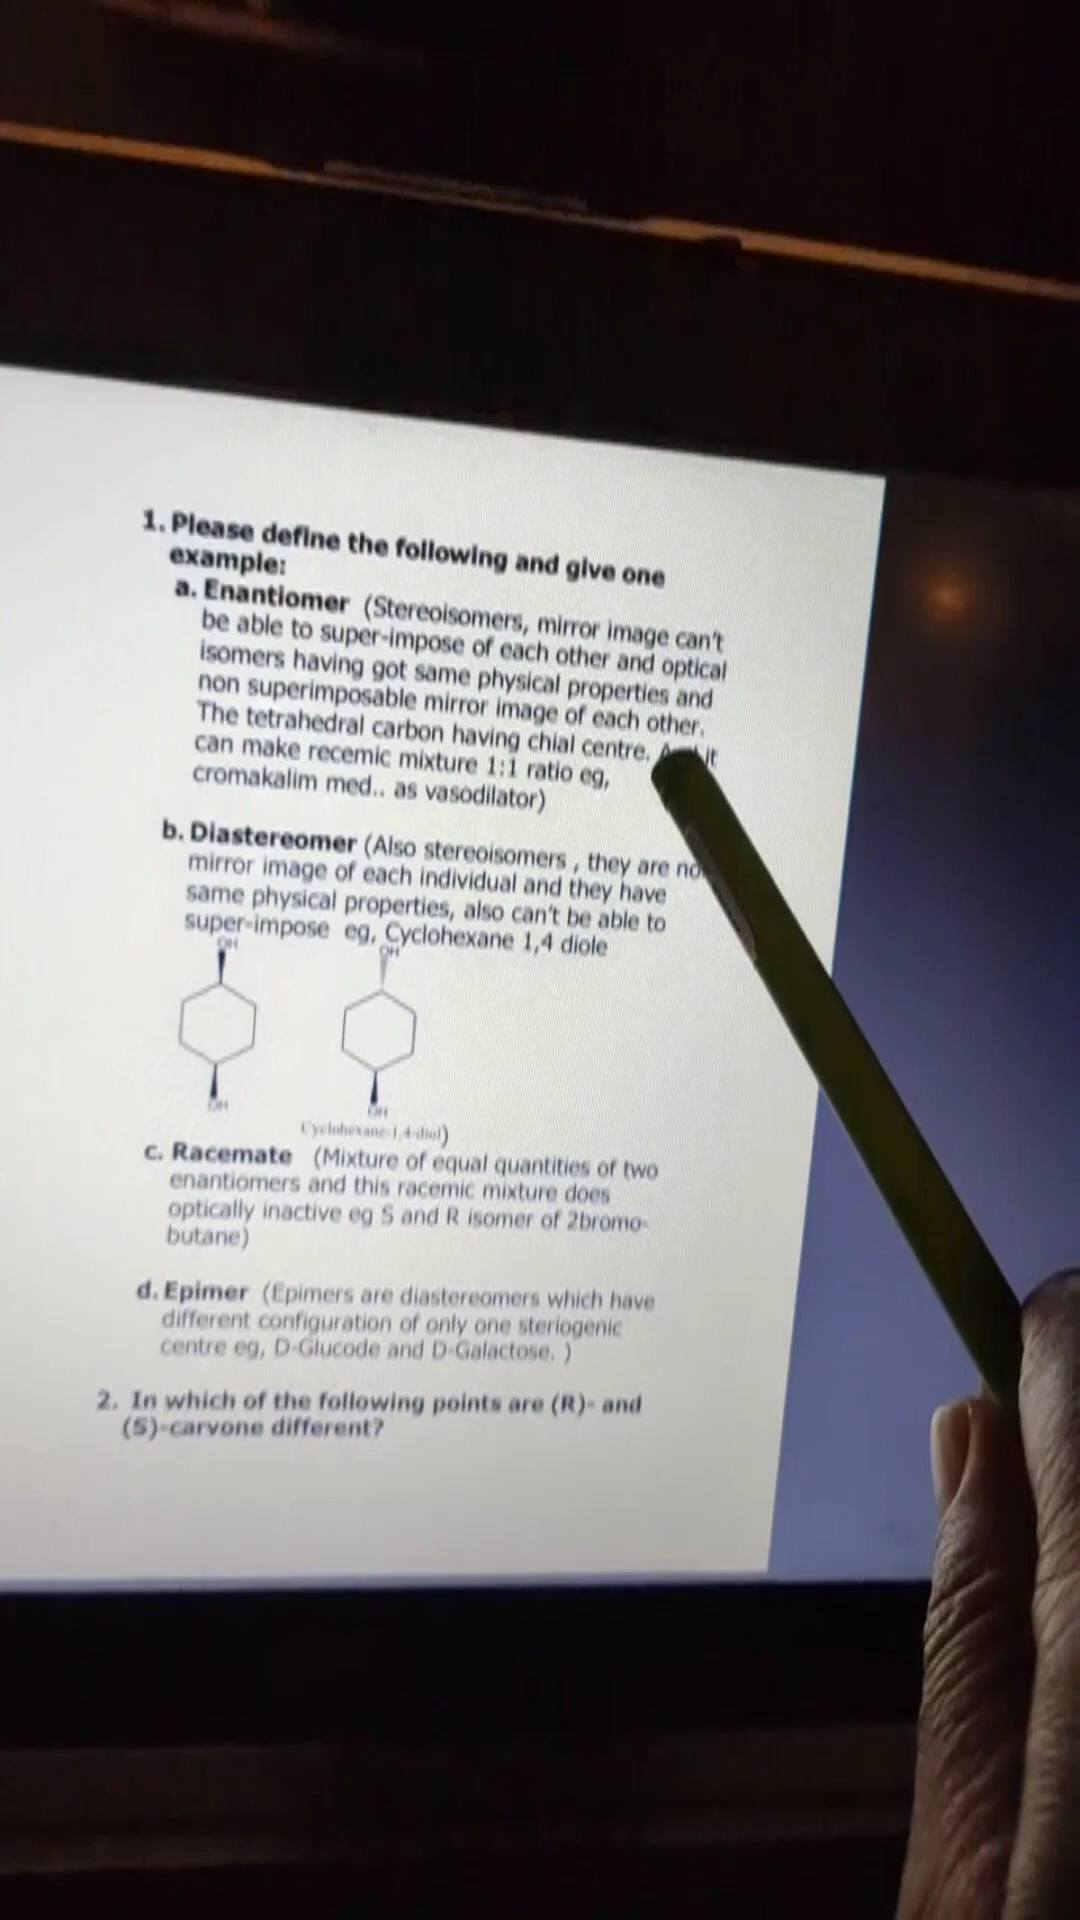 1. Please define the following and give one
example:
a. Enantiomer (Stereoisomers, mirror image can't
be able to super-impose of each other and optical
isomers having got same physical properties and
non superimposable mirror image of each other.
The tetrahedral carbon having chial centre. it
can make recemic mixture 1:1 ratio eg,
cromakalim med.. as vasodilator)
b. Diastereomer (Also stereoisomers , they are
mirror image of each individual and they have
same physical properties, also can't be able to
super-impose eg, Cyclohexane 1,4 diole
OH OH
OH OH
Cyclohexane-1,4-diol)
c. Racemate (Mixture of equal quantities of two
enantiomers and this racemic mixture does
optically inactive eg S and R isomer of 2bromo-
butane)
d. Epimer (Epimers are diastereomers which have
different configuration of only one steriogenic
centre eg, D-Glucode and D-Galactose. )
2. In which of the following points are (R)- and
(S)-carvone different?